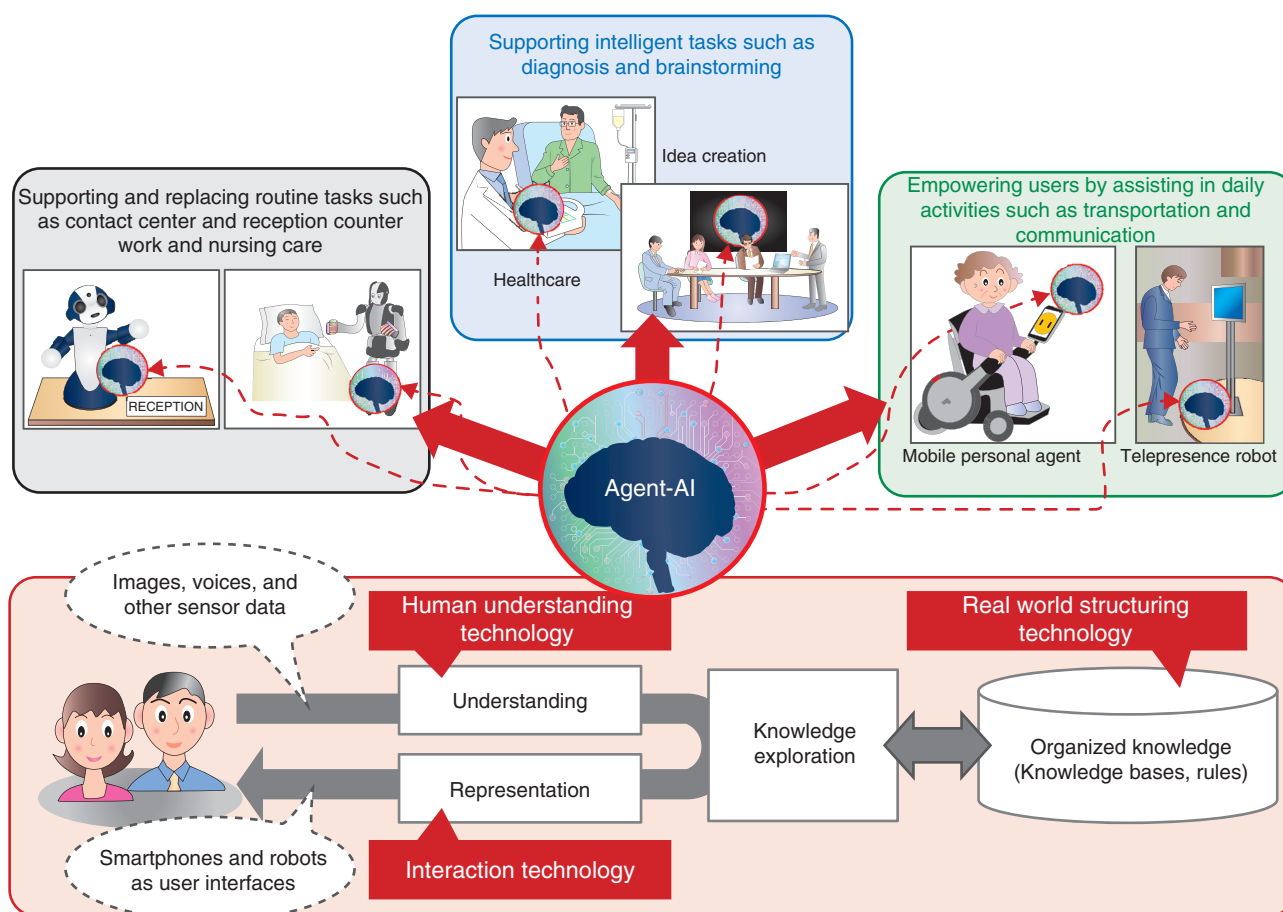 Supporting intelligent tasks such as
diagnosis and brainstorming
Idea creation
Healthcare
Supporting and replacing routine tasks such
as contact center and reception counter
work and nursing care
RECEPTION
Empowering users by assisting in daily
activities such as transportation and
communication
Mobile personal agent
Telepresence robot
Agent-AI
Images, voices, and
other sensor data
Human understanding
technology
Real world structuring
technology
Understanding
Knowledge
exploration
Organized knowledge
(Knowledge bases, rules)
Representation
Smartphones and robots
as user interfaces
Interaction technology